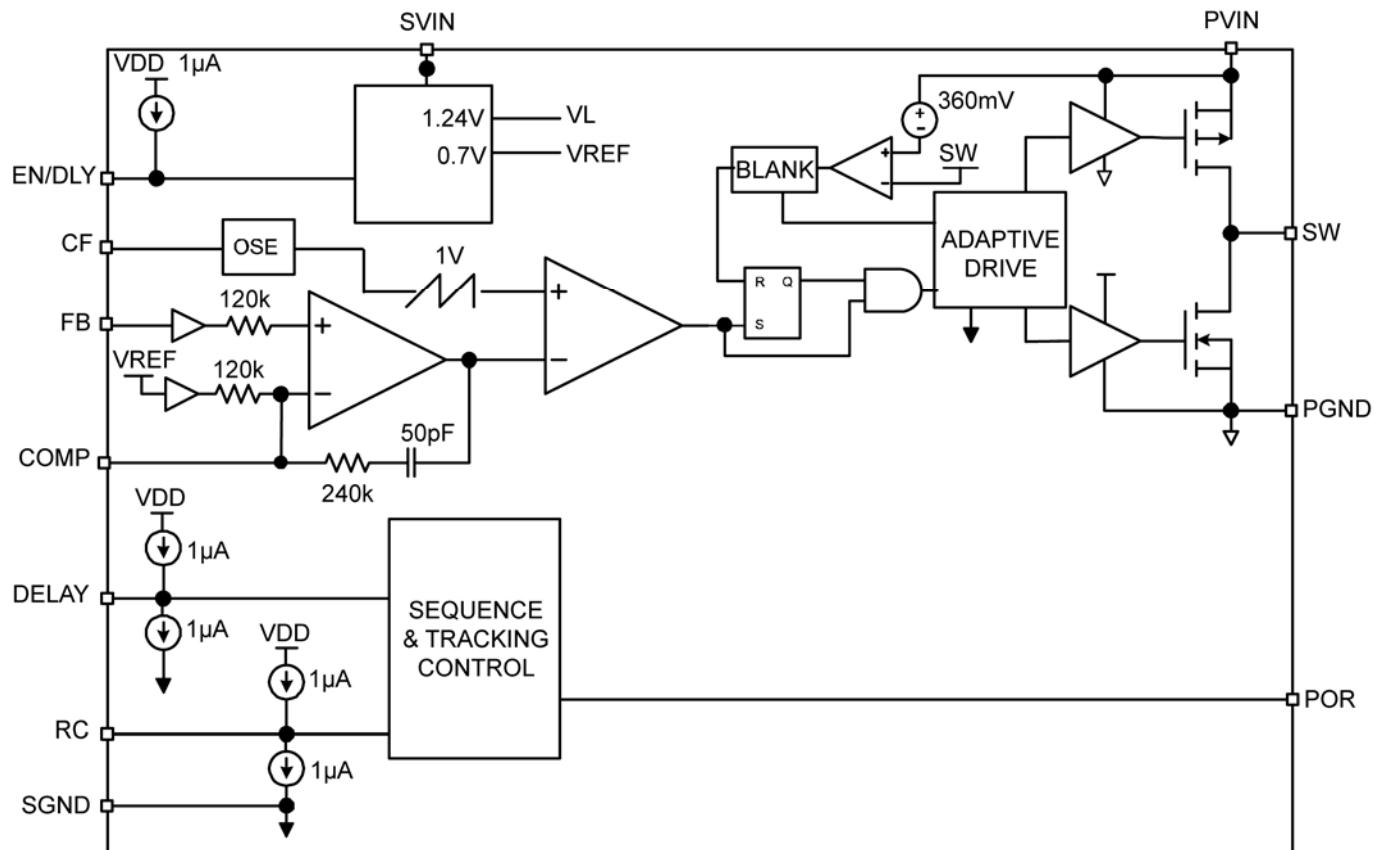 SVIN
PVIN
VDD 1µA
360mV
1.24V
VL
0.7V
VREF
SW
BLANK
EN/DLY
CF
OSE
1V
ADAPTIVE
DRIVE
SW
120k
R
Q
S
FB
+
-
+
-
+
-
+
-
VREF
120k
PGND
50pF
COMP
240k
VDD
1µA
DELAY
1µA
SEQUENCE
& TRACKING
CONTROL
VDD
1µA
POR
RC
1µA
SGND